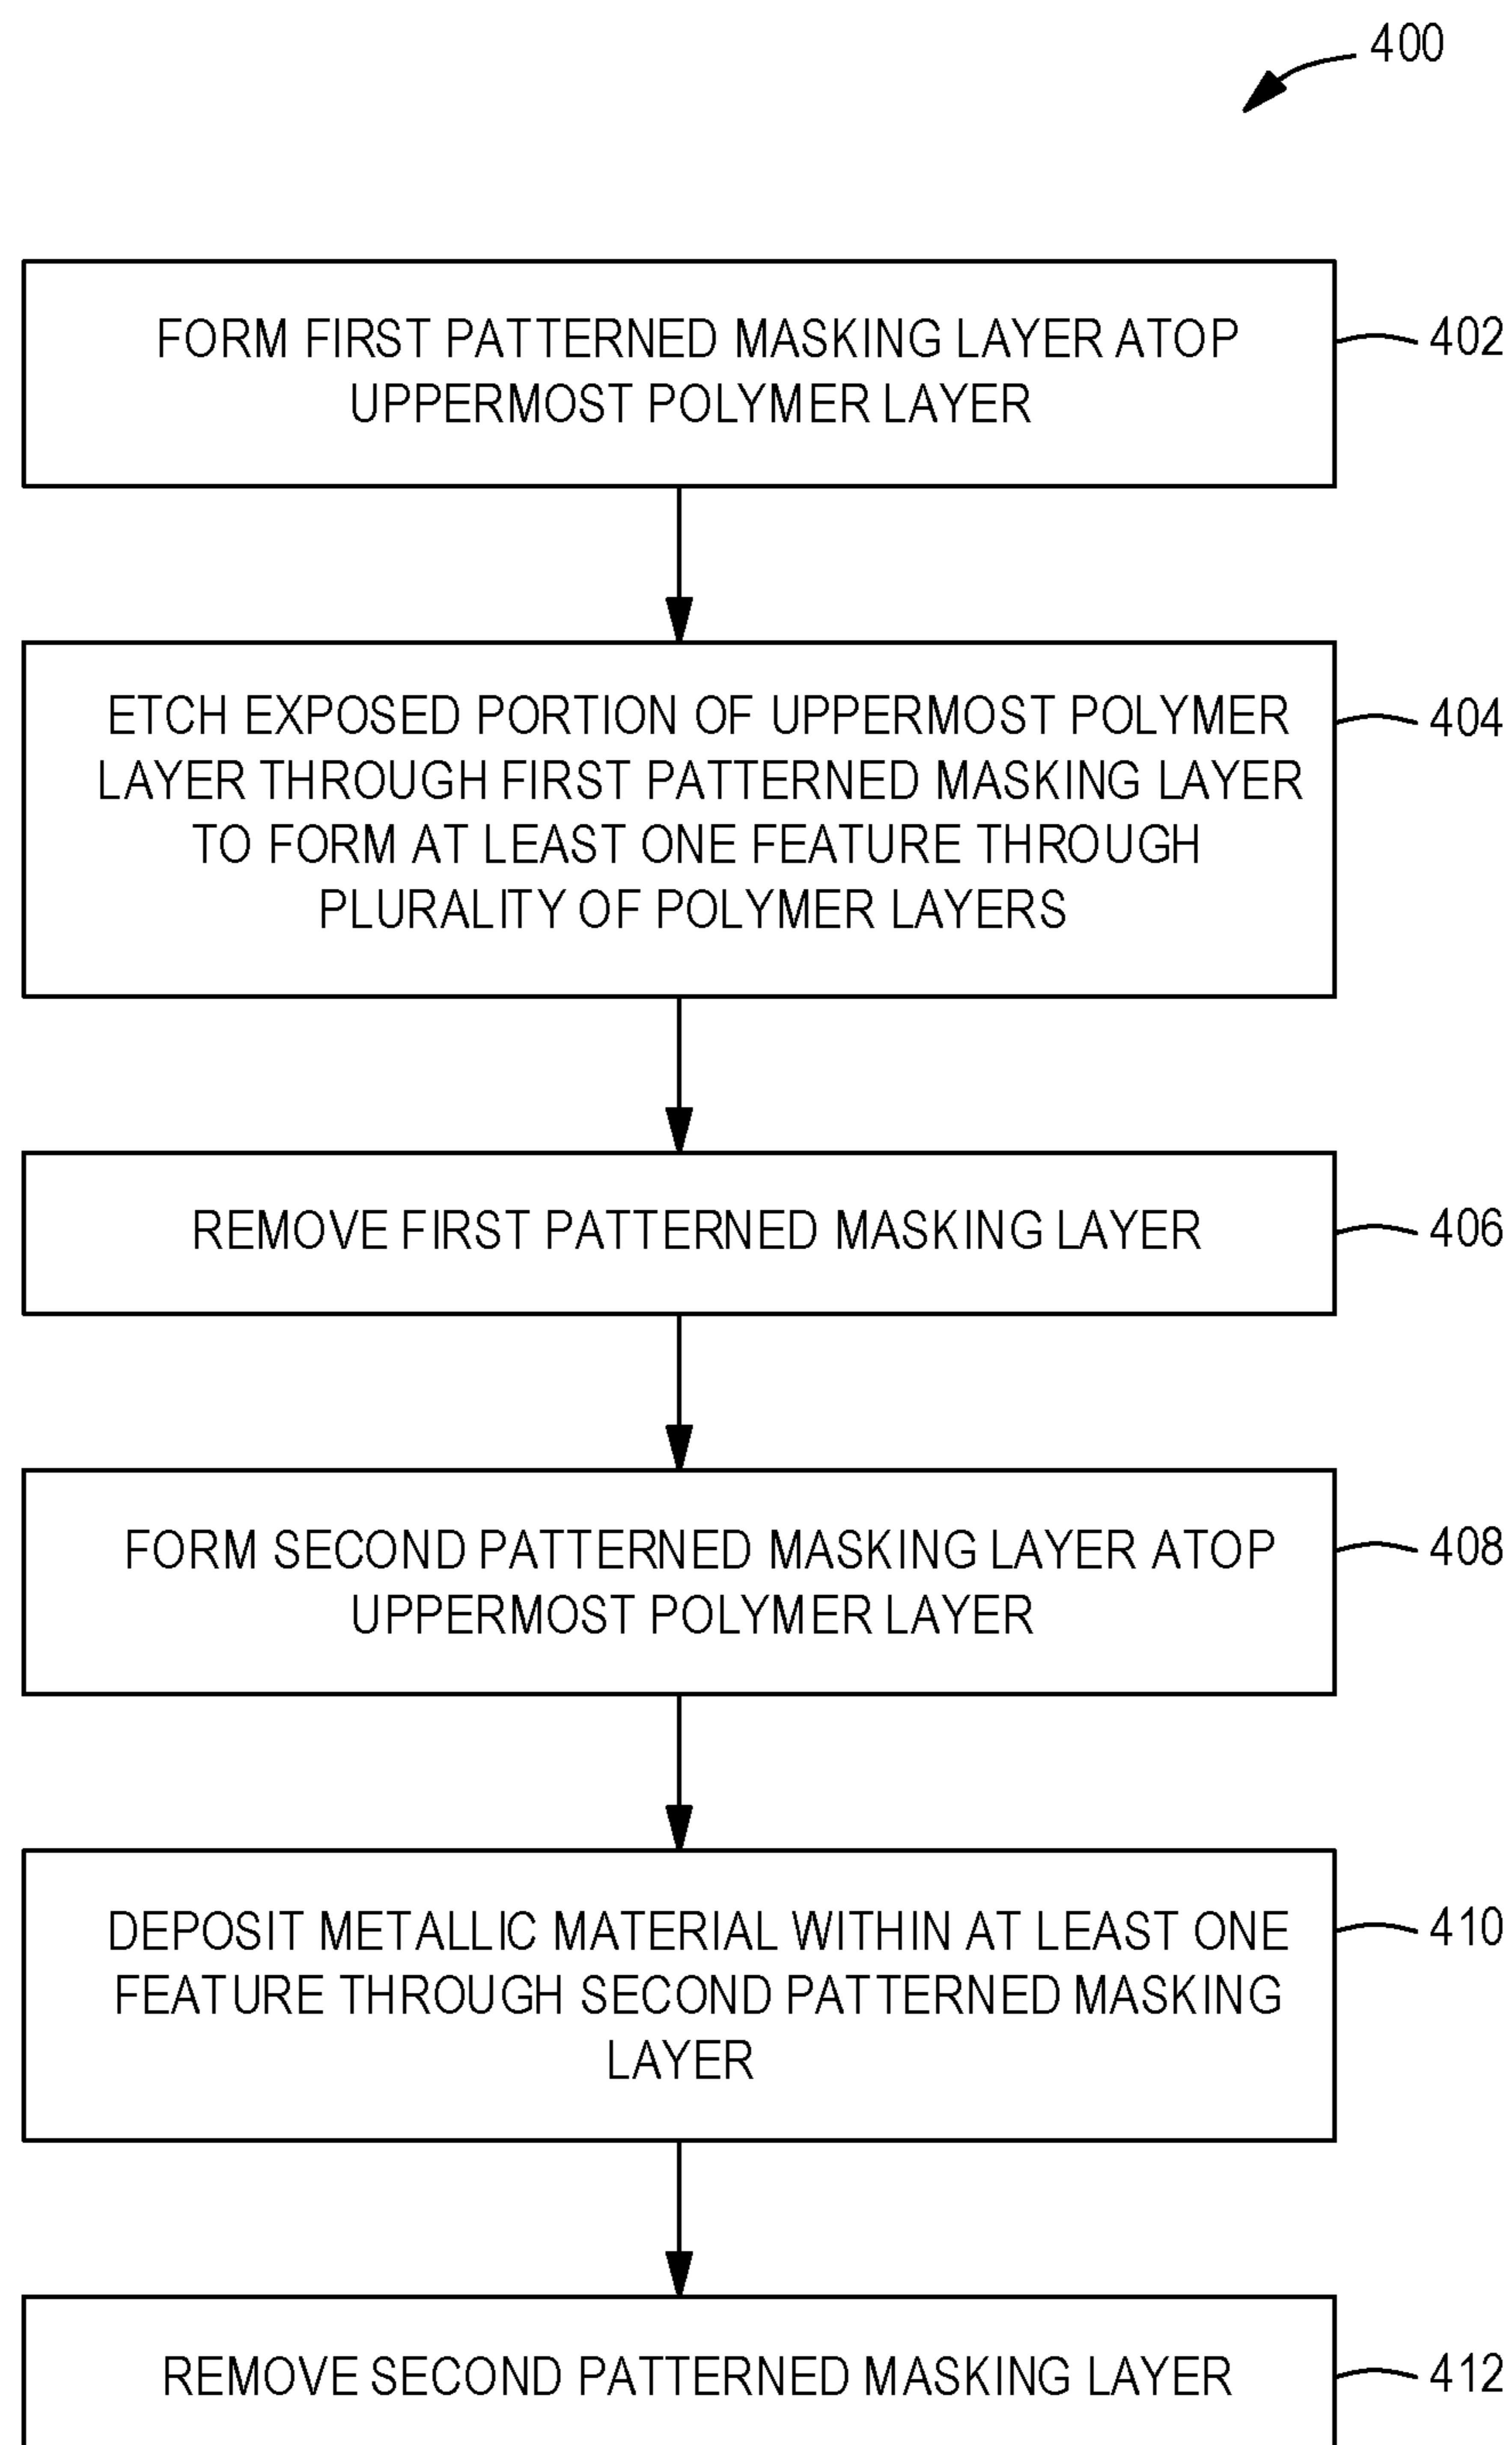 400
FORM FIRST PATTERNED MASKING LAYER ATOP
UPPERMOST POLYMER LAYER
402
ETCH EXPOSED PORTION OF UPPERMOST POLYMER
LAYER THROUGH FIRST PATTERNED MASKING LAYER
TO FORM AT LEAST ONE FEATURE THROUGH
PLURALITY OF POLYMER LAYERS
404
REMOVE FIRST PATTERNED MASKING LAYER
406
FORM SECOND PATTERNED MASKING LAYER ATOP
UPPERMOST POLYMER LAYER
408
DEPOSIT METALLIC MATERIAL WITHIN AT LEAST ONE
FEATURE THROUGH SECOND PATTERNED MASKING
LAYER
410
REMOVE SECOND PATTERNED MASKING LAYER
412